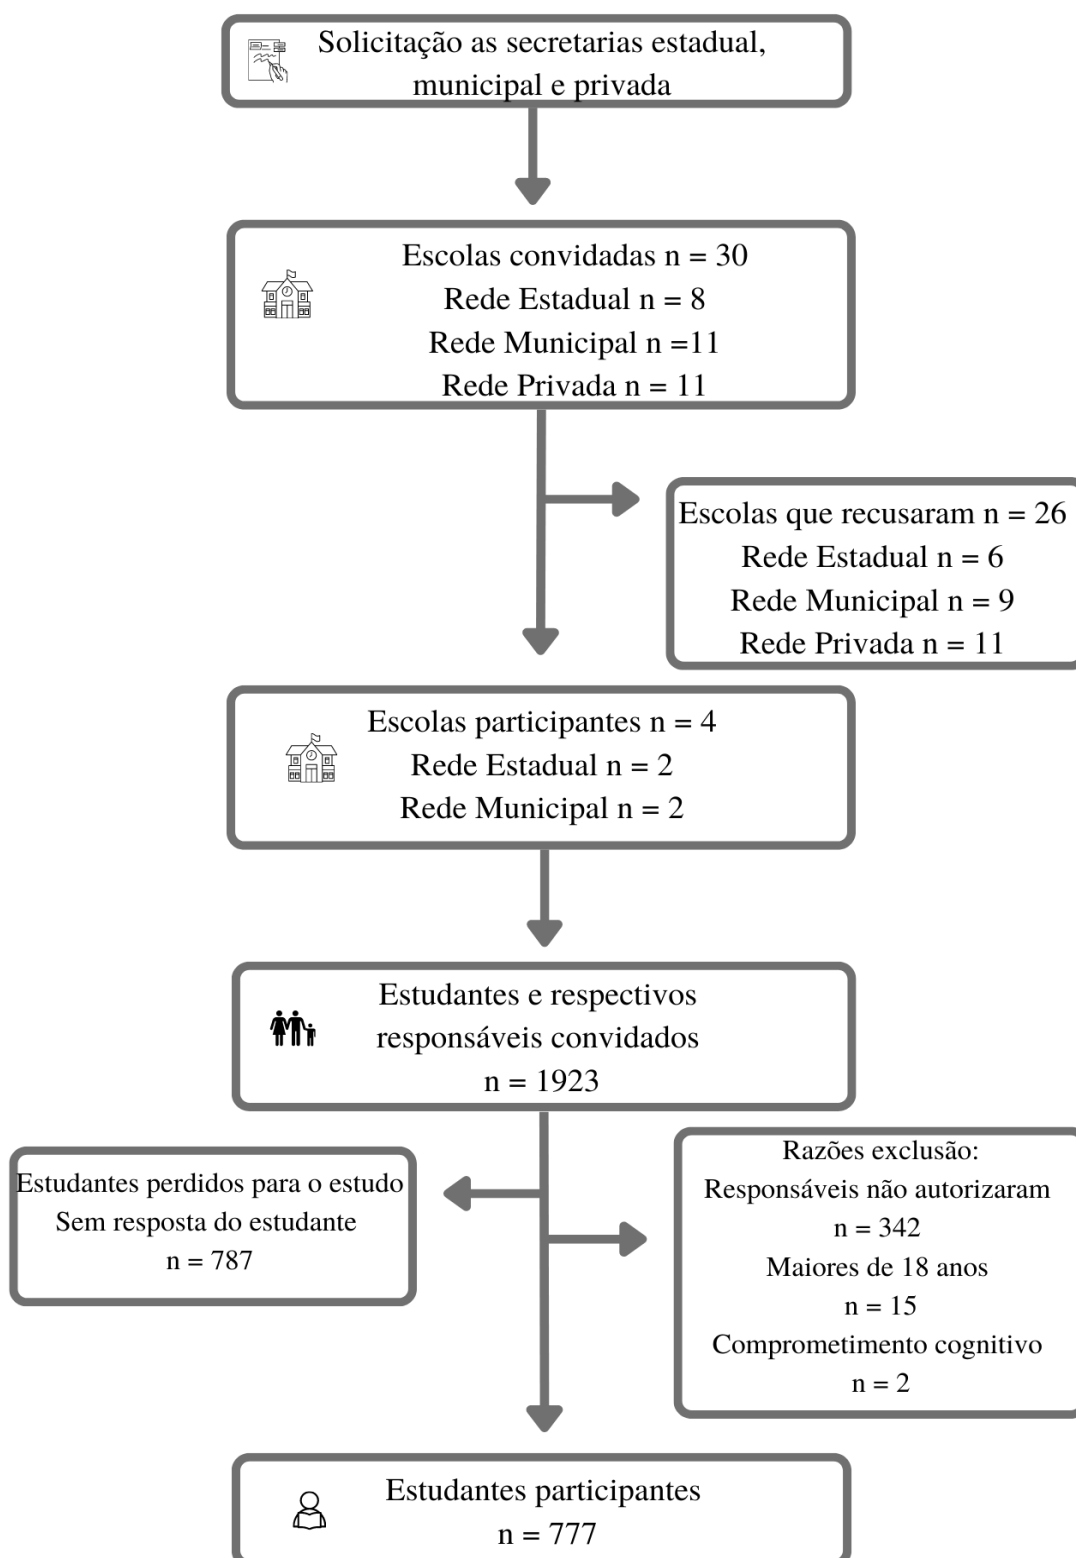 Solicitação as secretarias estadual,
municipal e privada
Escolas convidadas n = 30
Rede Estadual n = 8
Rede Municipal n =11
Rede Privada n = 11
Escolas que recusaram n = 26
Rede Estadual n = 6
Rede Municipal n = 9
Rede Privada n = 11
Escolas participantes n = 4
Rede Estadual n = 2
Rede Municipal n = 2
Estudantes e respectivos
responsáveis convidados
n = 1923
Estudantes perdidos para o estudo
Sem resposta do estudante
n = 787
Razões exclusão:
Responsáveis não autorizaram
n = 342
Maiores de 18 anos
n = 15
Comprometimento cognitivo
n = 2
Estudantes participantes
n = 777